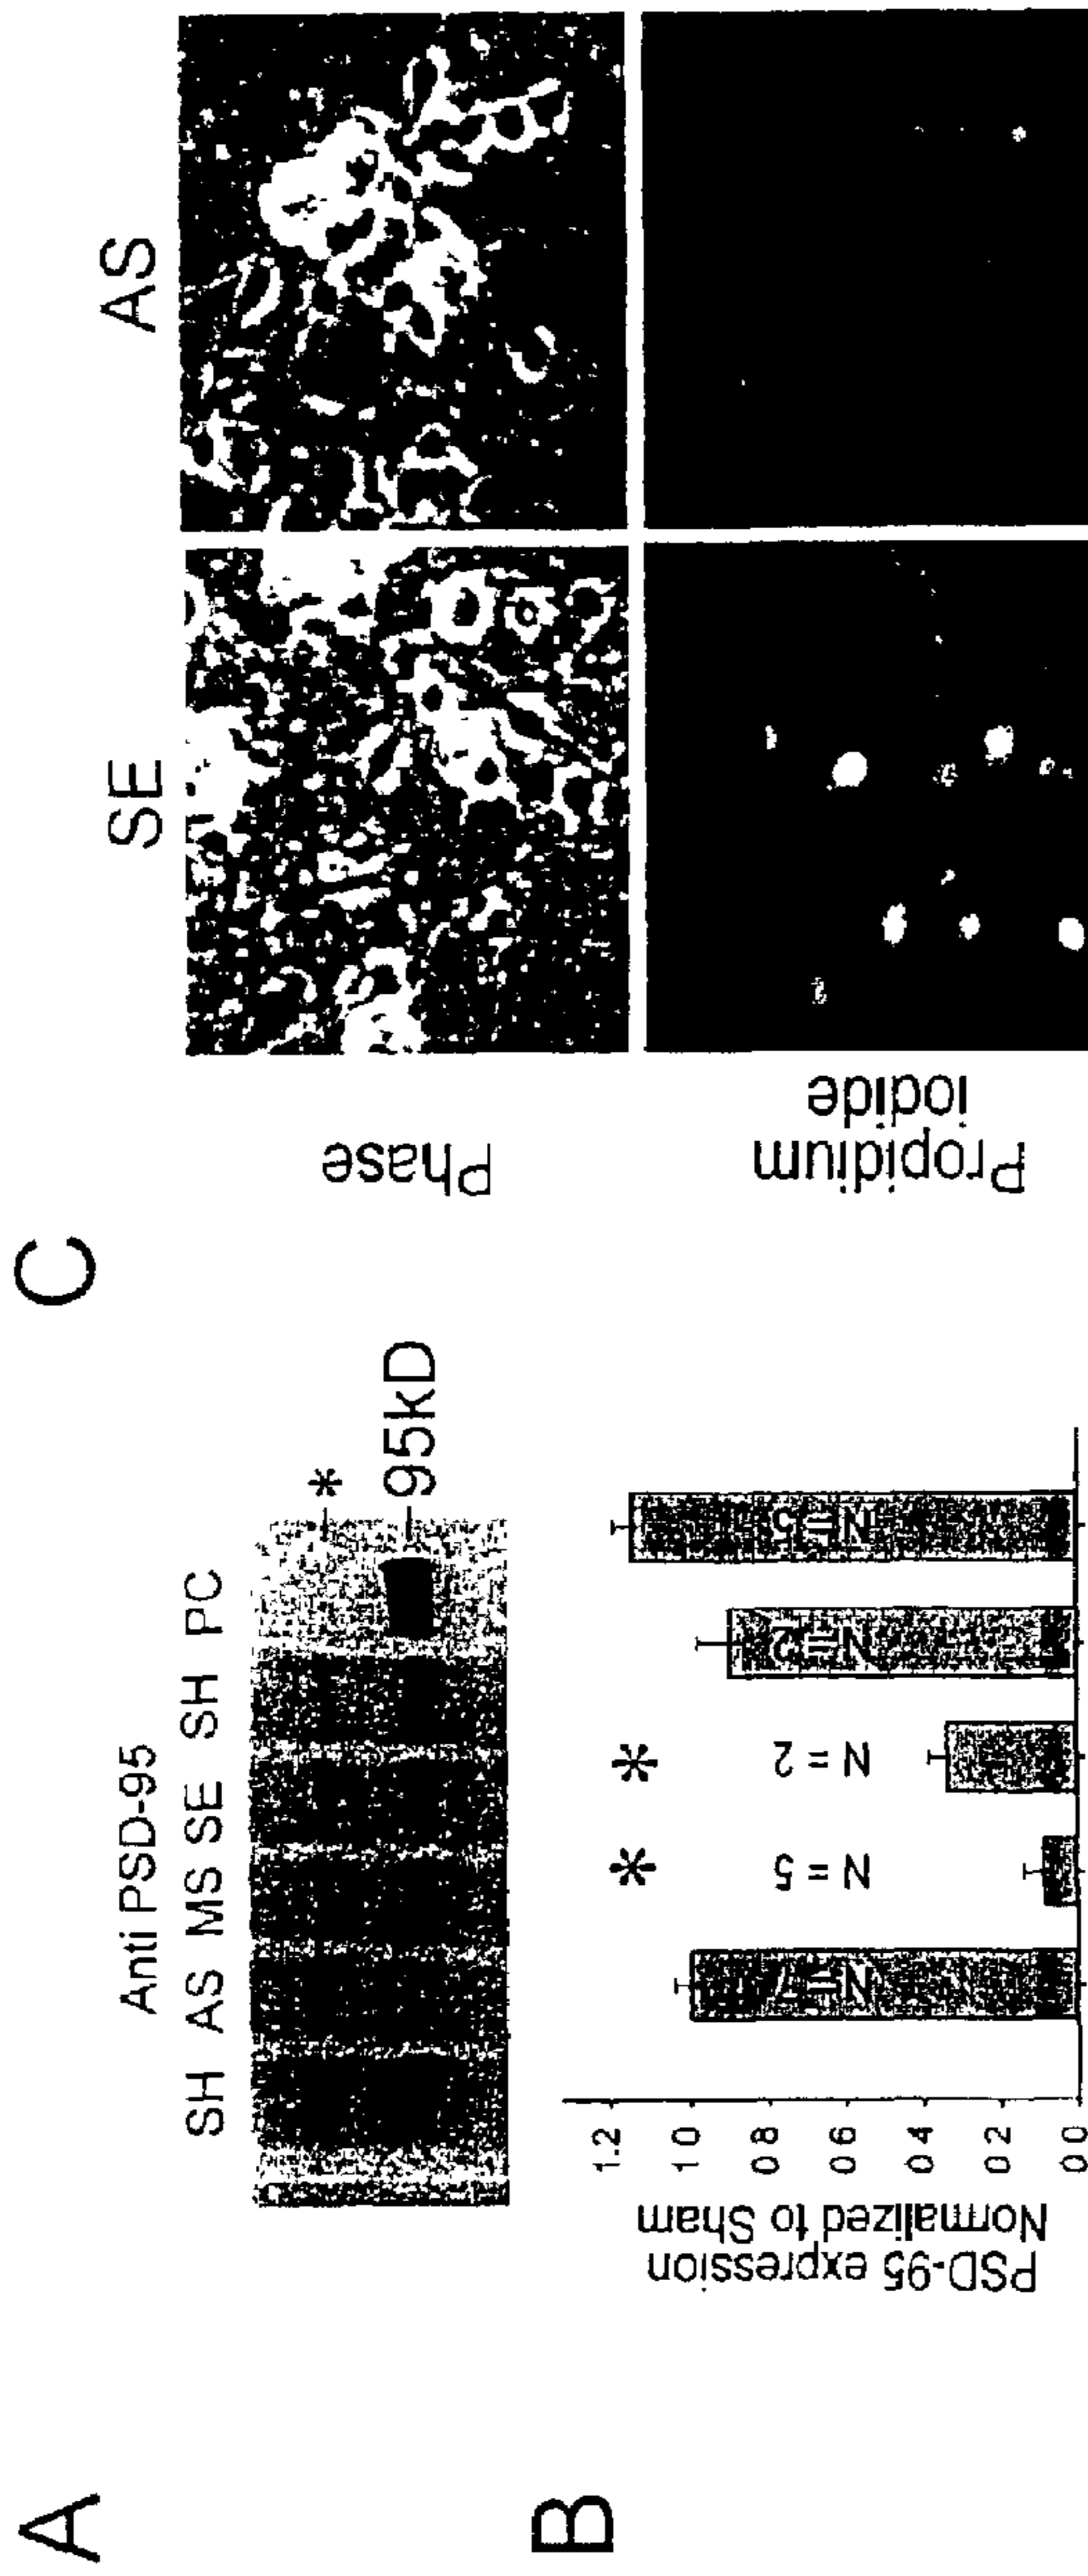 A
Anti PSD-95
SH AS MS SE SH PC
*
95kD
B
PSD-95 expression
Normalized to Sham
1.2
1 0
0 8
0 6
0 4
0 2
0 0
N=7
N = 5
N = 2
N=2
N=5
*
*
C
SE
AS
Phase
Propidium
iodide